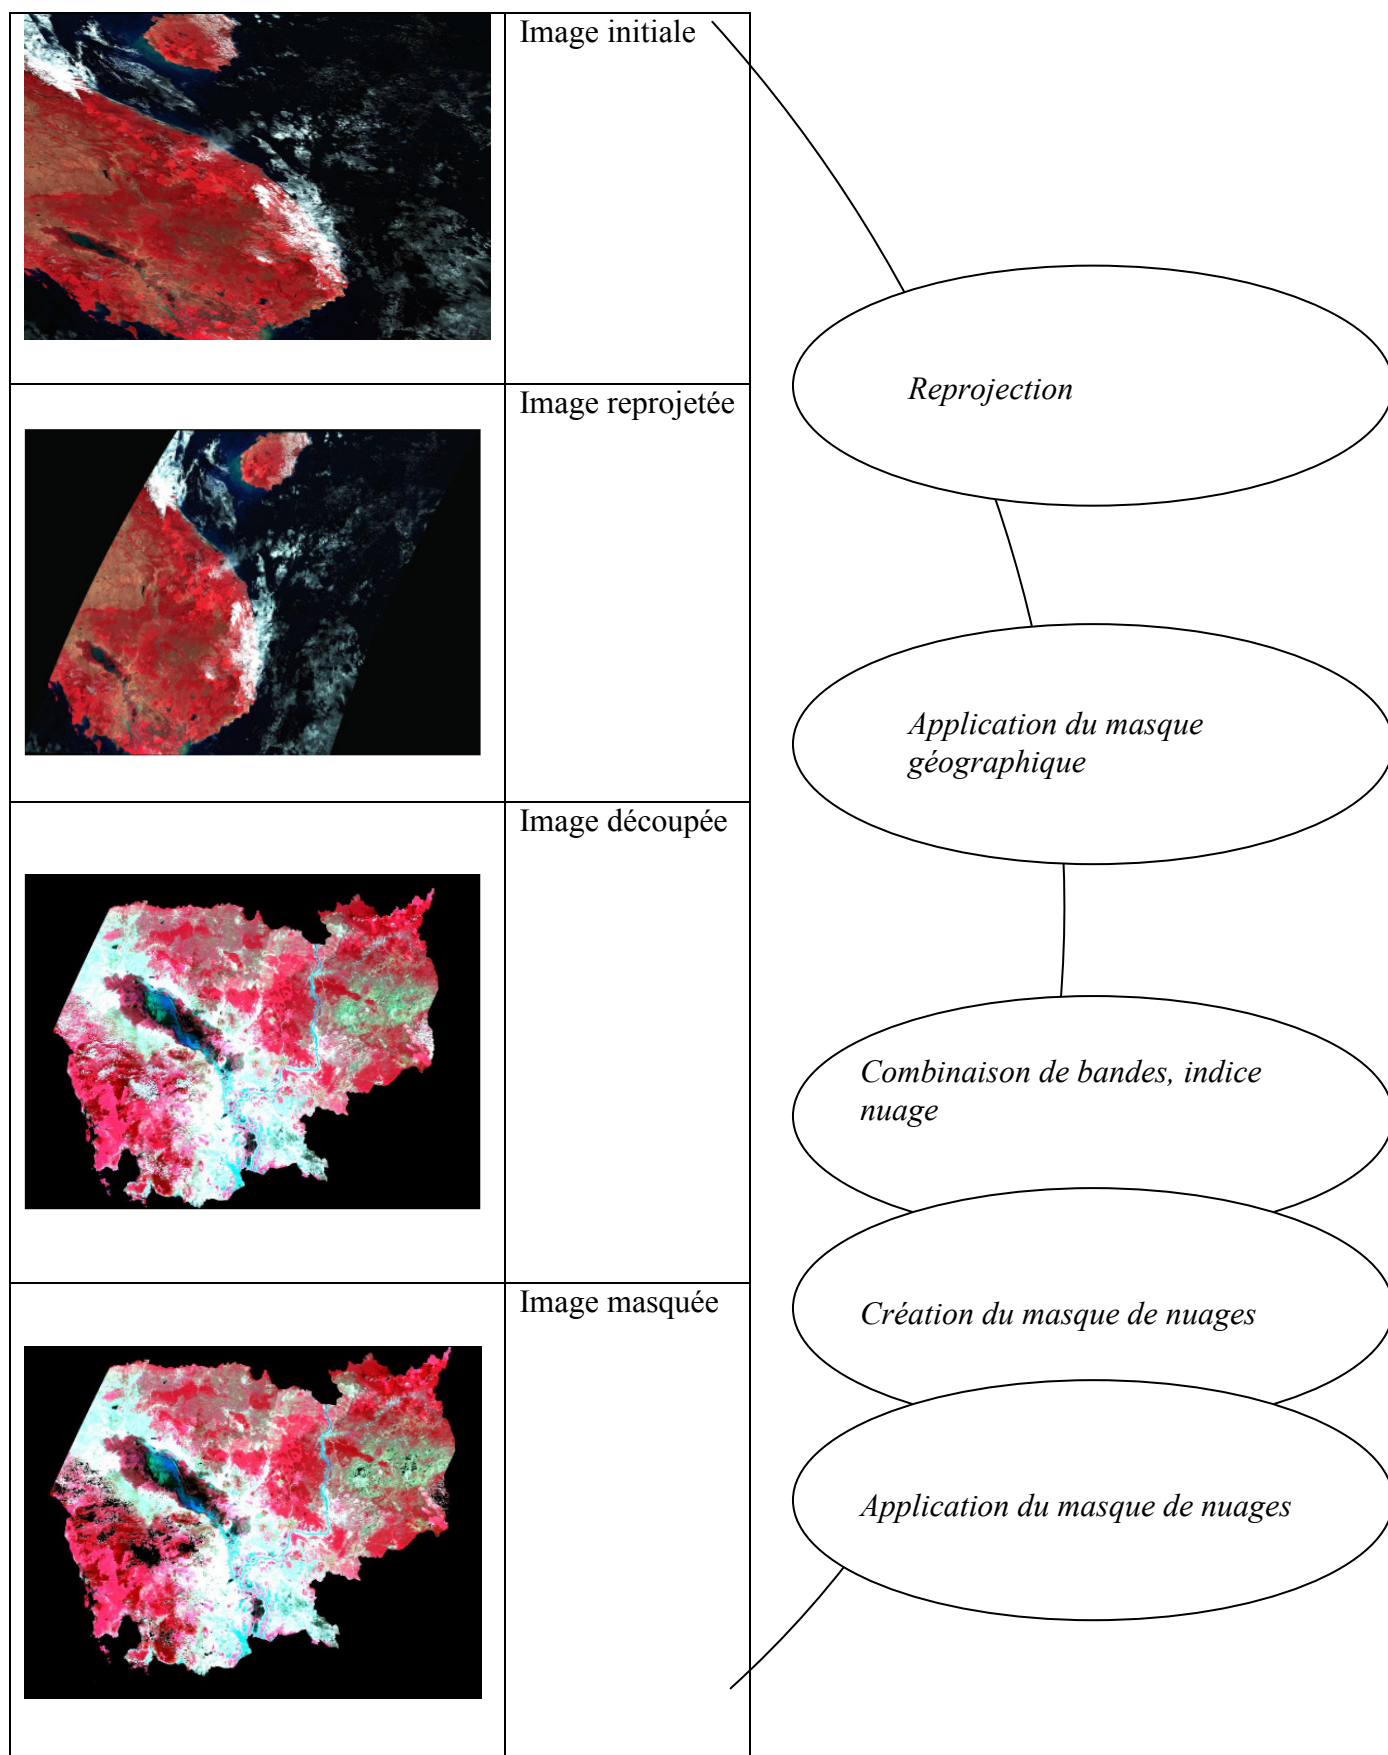 Image initiale
Reprojection
Image reprojetée
Application du masque
géographique
Image découpée
Combinaison de bandes, indice
nuage
Image masquée
Création du masque de nuages
Application du masque de nuages